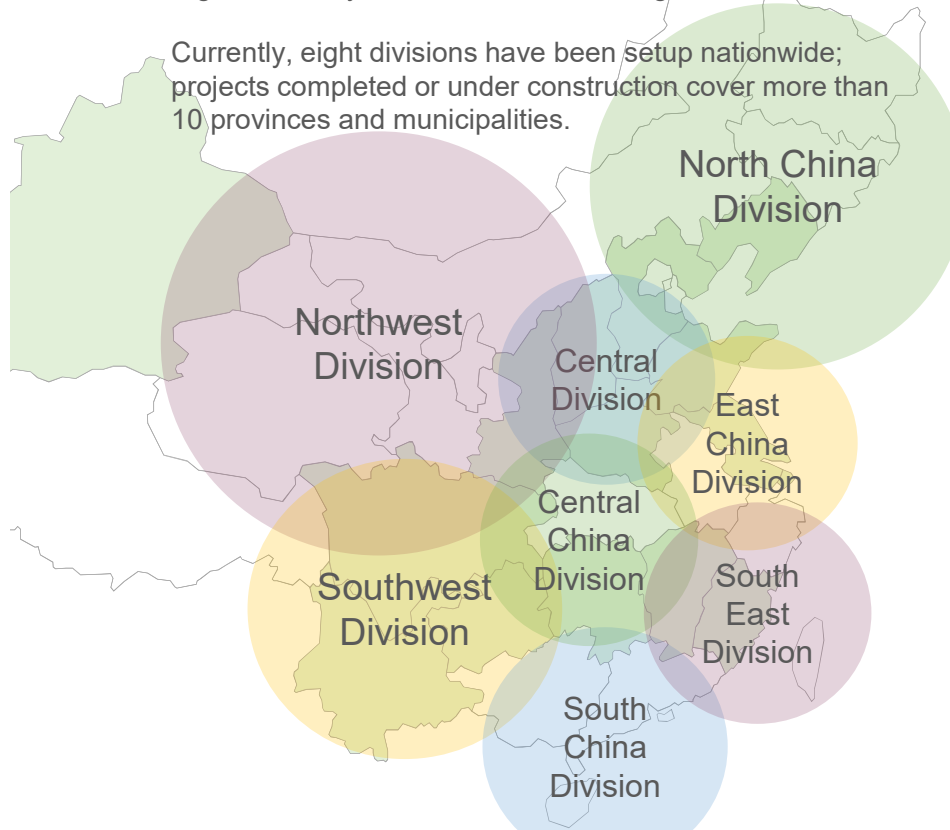 Currently, eight divisions have been setup nationwide;
projects completed or under construction cover more than
10 provinces and municipalities.
North China
Division
Northwest
Division
Central
Division
East
China
Division
Central
China
Division
Southwest
Division
South
East
Division
South
China
Division